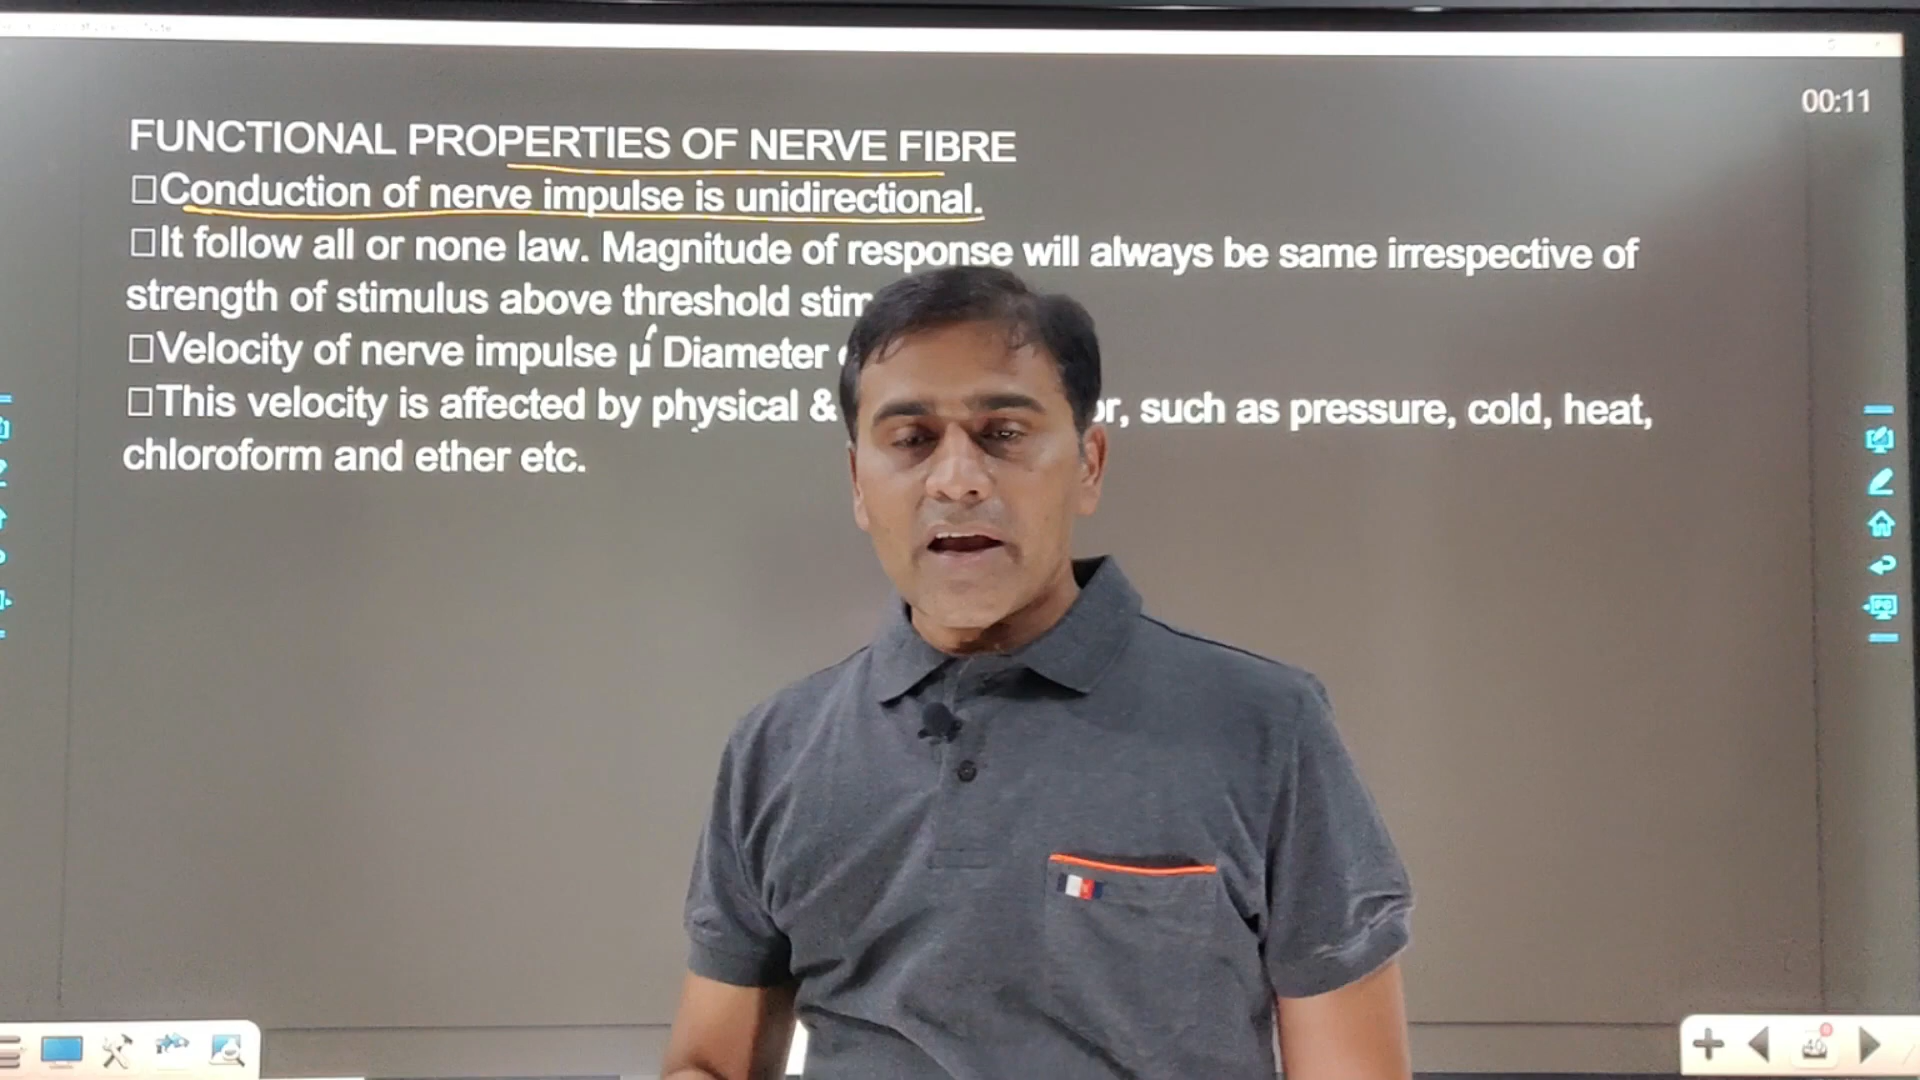 00:11
FUNCTIONAL PROPERTIES OF NERVE FIBRE
□Conduction of nerve impulse is unidirectional.
□It follow all or none law. Magnitude of response will always be same irrespective of
strength of stimulus above threshold
□Velocity of nerve impulse µ Diameter
□This velocity is affected by physical & such as pressure, cold, heat,
chloroform and ether etc.
40